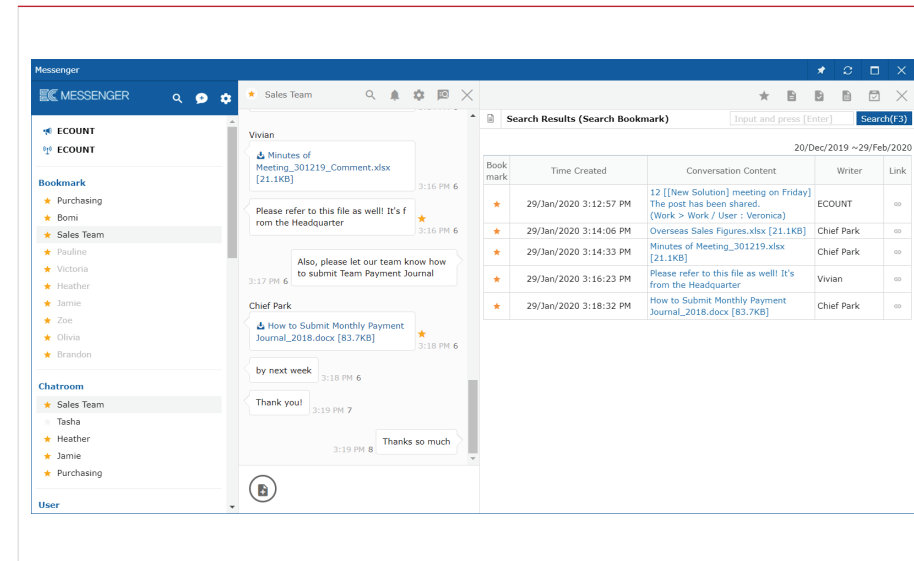 Messenger
EC MESSENGER
ECOUNT
ECOUNT
Bookmark
Purchasing
Bomi
Sales Team
Pauline
Victoria
Heather
Jamie
Zoe
Olivia
Brandon
Chatroom
Sales Team
Tasha
Heather
Jamie
Purchasing
User
Sales Team
Vivian
Minutes of
Meeting_301219_Comment.xlsx
[21.1KB]
3:16 PM 6
Please refer to this file as well! It's f
rom the Headquarter
3:16 PM 6
Also, please let our team know how
to submit Team Payment Journal
3:17 PM 6
Chief Park
How to Submit Monthly Payment
Journal_2018.docx [83.7KB]
3:18 PM 6
by next week
3:18 PM 6
Thank you!
3:19 PM 7
Thanks so much
3:19 PM 8
Search Results (Search Bookmark)
Input and press [Enter]
Search(F3)
20/Dec/2019 ~29/Feb/2020
Book
mark
Time Created
Conversation Content
Writer
Link
29/Jan/2020 3:12:57 PM
12 [[New Solution] meeting on Friday]
The post has been shared.
(Work > Work / User : Veronica)
ECOUNT
29/Jan/2020 3:14:06 PM
Overseas Sales Figures.xlsx [21.1KB]
Chief Park
29/Jan/2020 3:14:33 PM
Minutes of Meeting_301219.xlsx
[21.1KB]
Chief Park
29/Jan/2020 3:16:23 PM
Please refer to this file as well! It's
from the Headquarter
Vivian
29/Jan/2020 3:18:32 PM
How to Submit Monthly Payment
Journal_2018.docx [83.7KB]
Chief Park